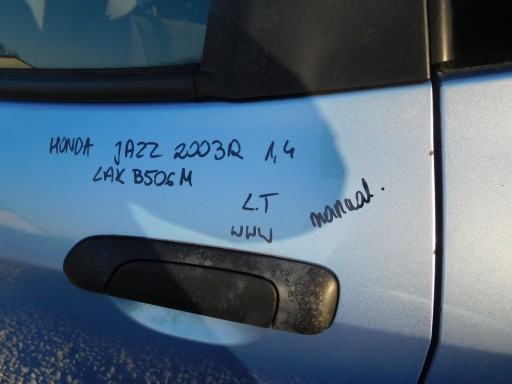 HONDA JAZZ 2003R 1,4
LAK B506M
L.T
WWW
manual.